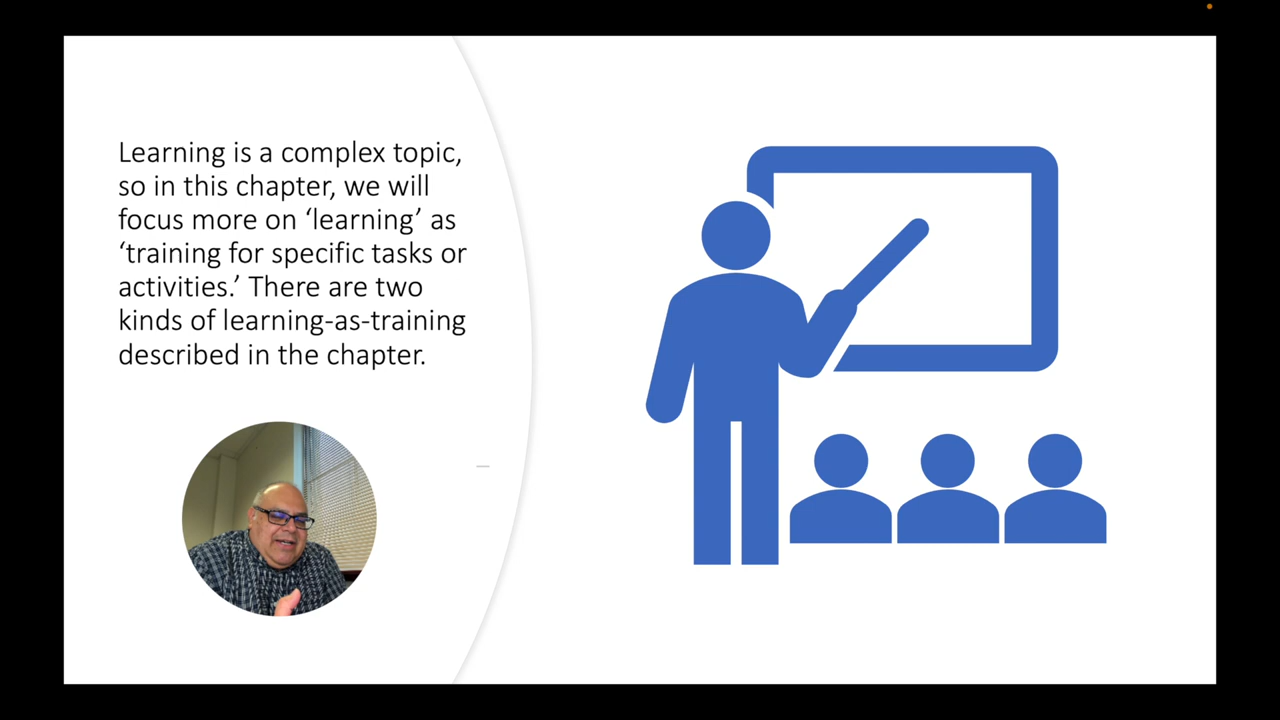 Learning is a complex topic,
so in this chapter, we will
focus more on ‘learning’ as
‘training for specific tasks or
activities.’ There are two
kinds of learning-as-training
described in the chapter.